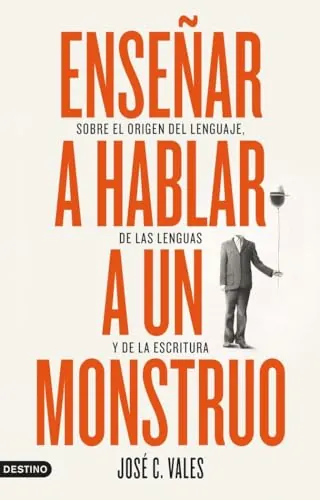 ENSEÑAR
SOBRE EL ORIGEN DEL LENGUAJE,
A HABLAR
DE LAS LENGUAS
A UN
Y DE LA ESCRITURA
MONSTRUO
DESTINO
JOSÉ C. VALES